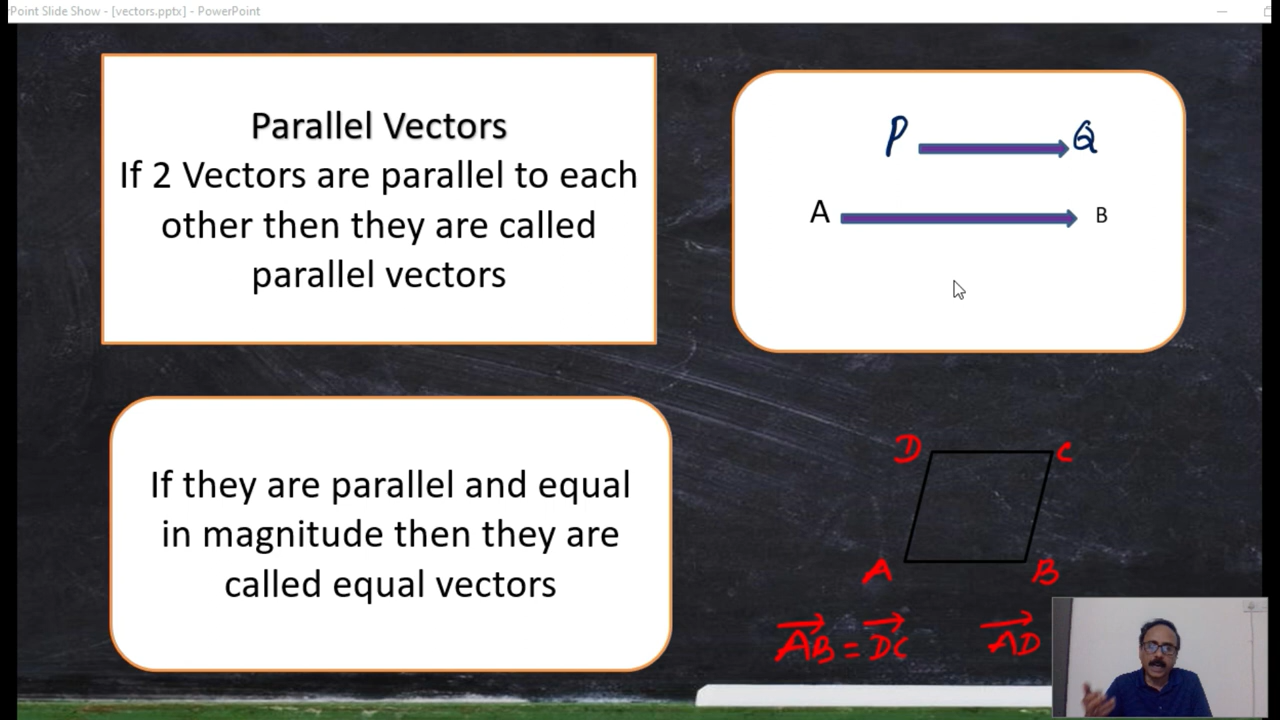 Point Slide Show - [vectors.pptx] - PowerPoint
Parallel Vectors
If 2 Vectors are parallel to each
other then they are called
parallel vectors
P Q
A B
If they are parallel and equal
in magnitude then they are
called equal vectors
D C
A B
AB = DC AD